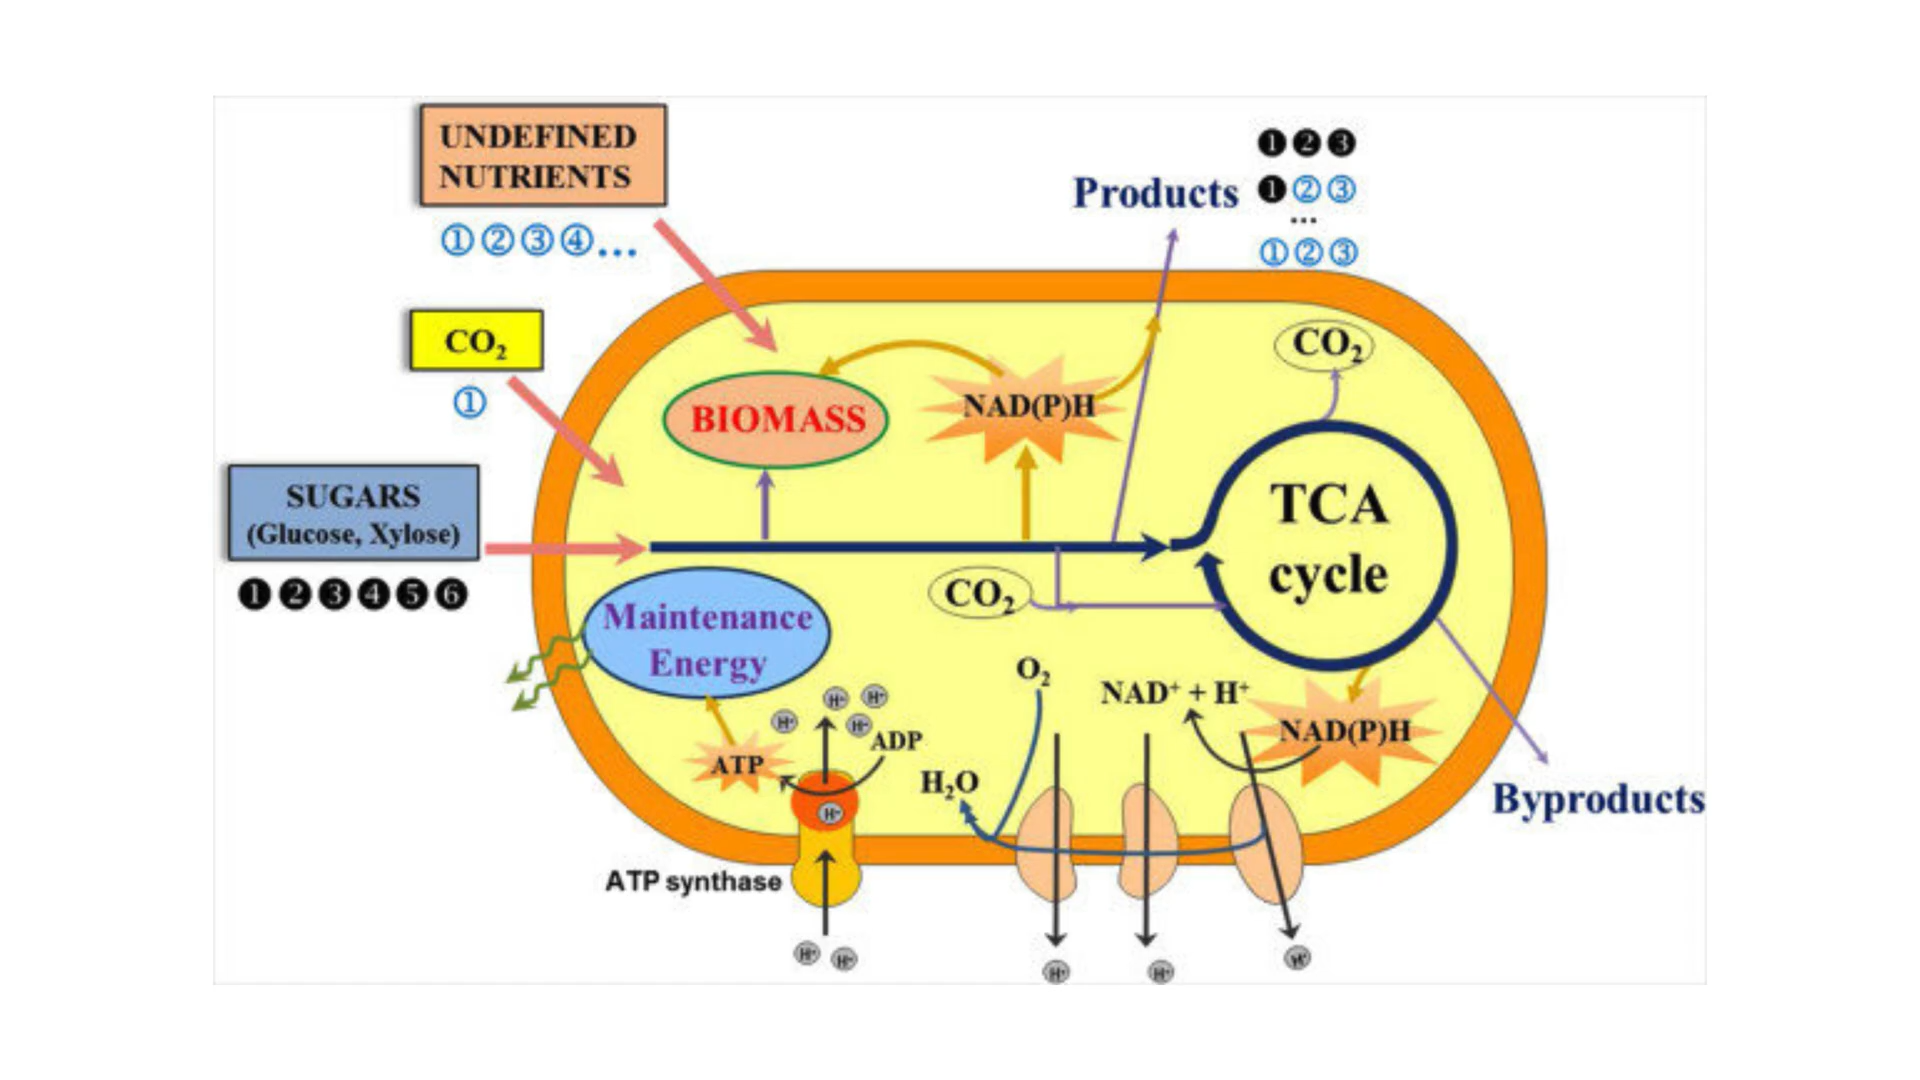 UNDEFINED
NUTRIENTS
①②③④...
CO₂
①
SUGARS
(Glucose, Xylose)
❶❷❸❹❺❻
Products
❶❷❸
❶②③
...
①②③
CO₂
BIOMASS
NAD(P)H
TCA
cycle
CO₂
Maintenance
Energy
O₂
NAD⁺ + H⁺
NAD(P)H
H⁺
H⁺
H⁺
H⁺
ADP
ATP
H₂O
H⁺
Byproducts
ATP synthase
H⁺
H⁺
H⁺
H⁺
H⁺